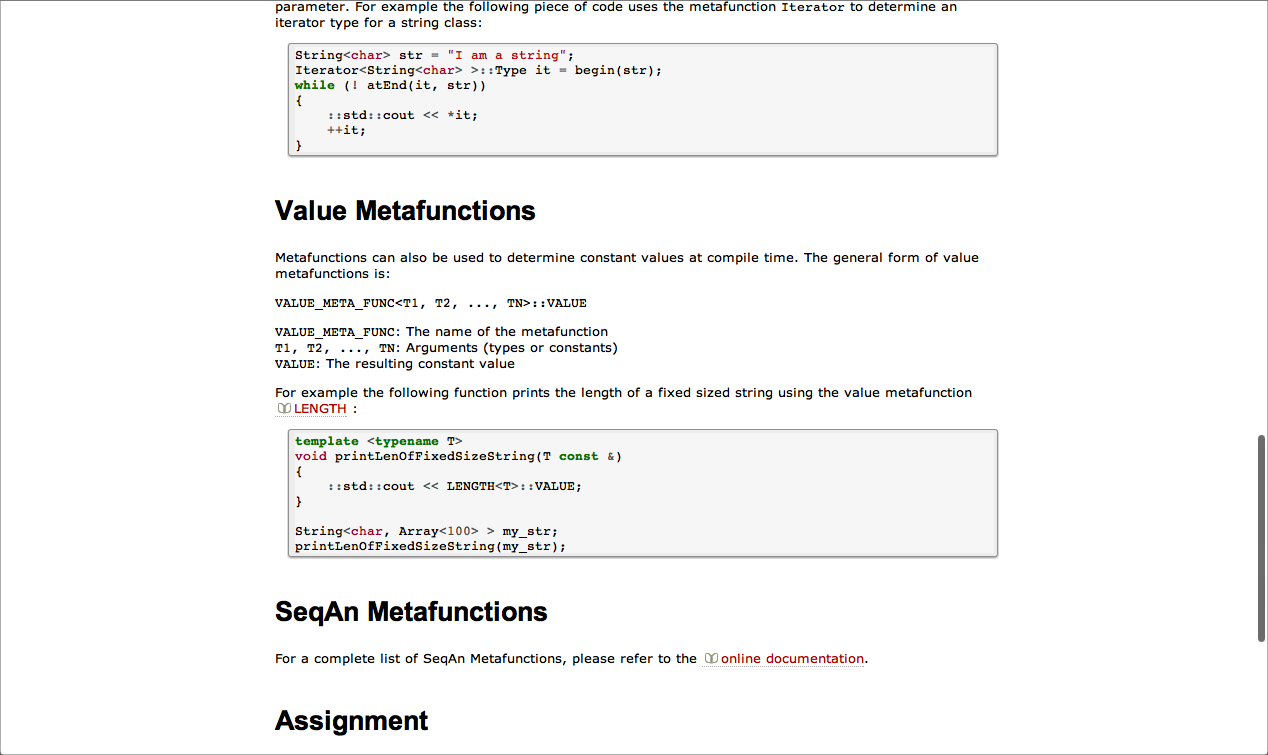 parameter. For example the following piece of code uses the metafunction Iterator to determine an
iterator type for a string class:
String<char> str = "I am a string";
Iterator<String<char> >::Type it = begin(str);
while (! atEnd(it, str))
{
    ::std::cout << *it;
    ++it;
}
Value Metafunctions
Metafunctions can also be used to determine constant values at compile time. The general form of value
metafunctions is:
VALUE_META_FUNC<T1, T2, ..., TN>::VALUE
VALUE_META_FUNC: The name of the metafunction
T1, T2, ..., TN: Arguments (types or constants)
VALUE: The resulting constant value
For example the following function prints the length of a fixed sized string using the value metafunction
LENGTH :
template <typename T>
void printLenOfFixedSizeString(T const &)
{
    ::std::cout << LENGTH<T>::VALUE;
}
String<char, Array<100> > my_str;
printLenOfFixedSizeString(my_str);
SeqAn Metafunctions
For a complete list of SeqAn Metafunctions, please refer to the online documentation.
Assignment